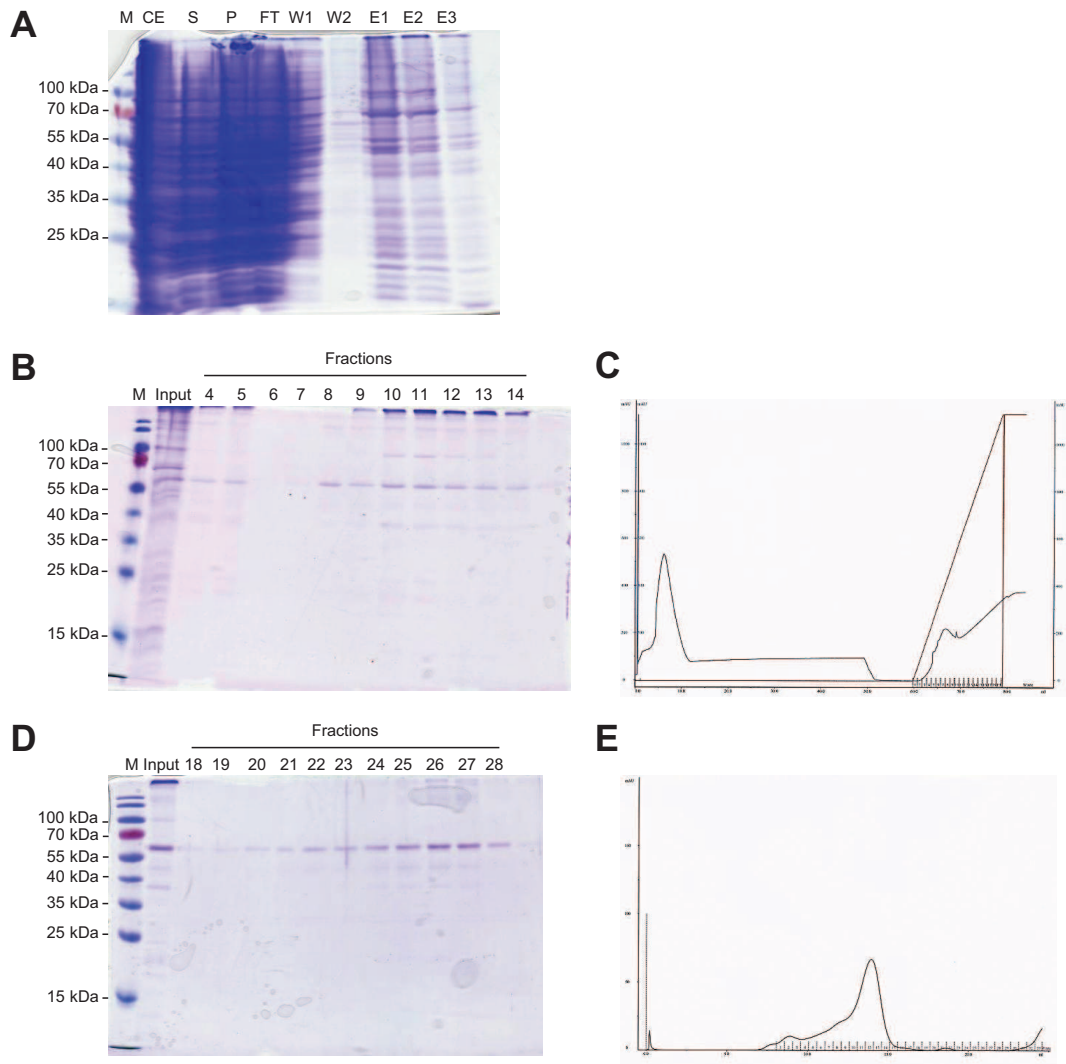 A
M CE S P FT W1 W2 E1 E2 E3
100 kDa
70 kDa
55 kDa
40 kDa
35 kDa
25 kDa
B
Fractions
M Input 4 5 6 7 8 9 10 11 12 13 14
100 kDa
70 kDa
55 kDa
40 kDa
35 kDa
25 kDa
15 kDa
C
D
Fractions
M Input 18 19 20 21 22 23 24 25 26 27 28
100 kDa
70 kDa
55 kDa
40 kDa
35 kDa
25 kDa
15 kDa
E